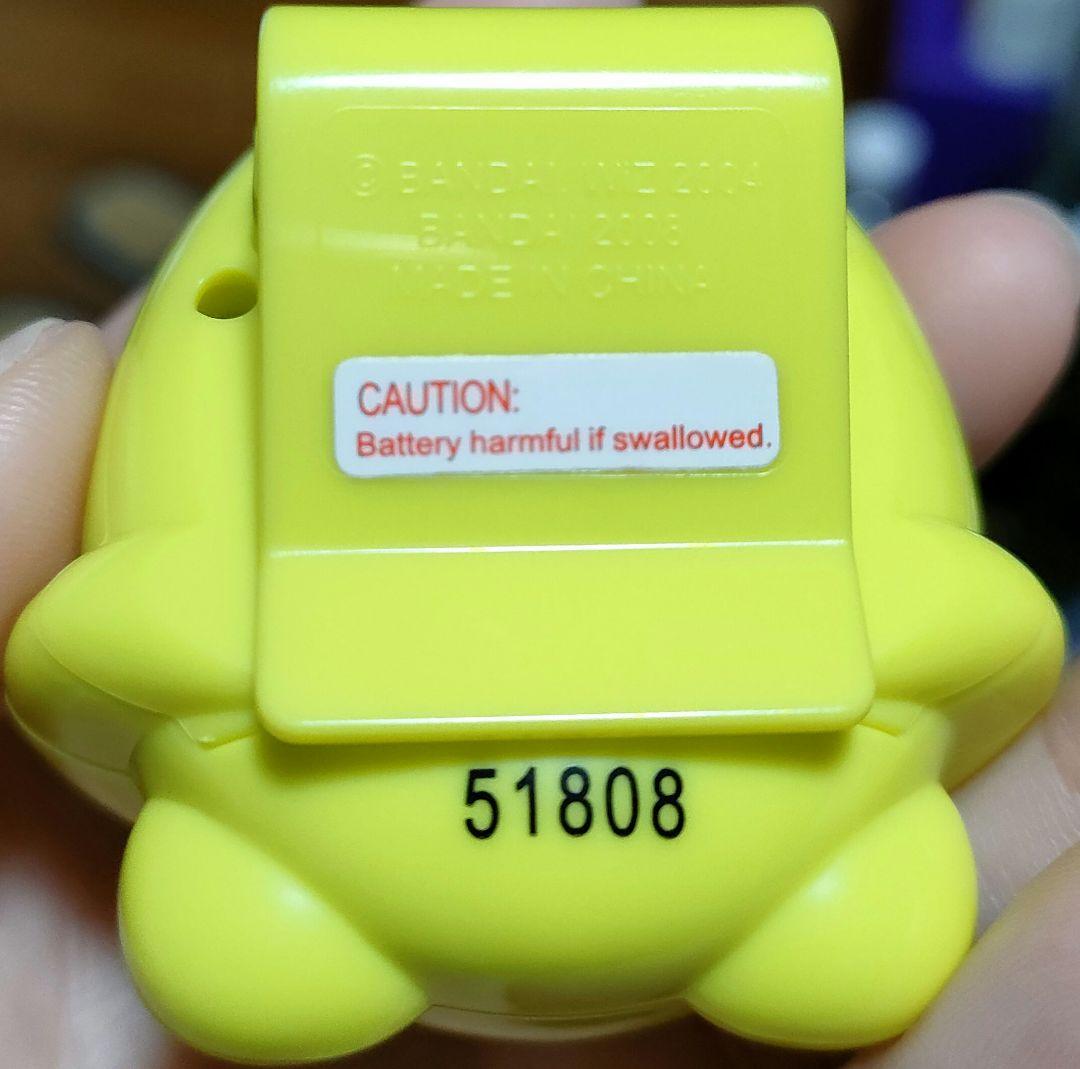 © BANDAI, WiZ 2004
BANDAI 2008
MADE IN CHINA
CAUTION:
Battery harmful if swallowed.
51808